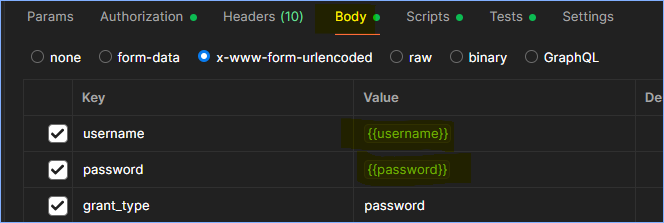 Params Authorization Headers (10) Body Scripts Tests Settings
none form-data x-www-form-urlencoded raw binary GraphQL
Key Value De
username {{username}}
password {{password}}
grant_type password